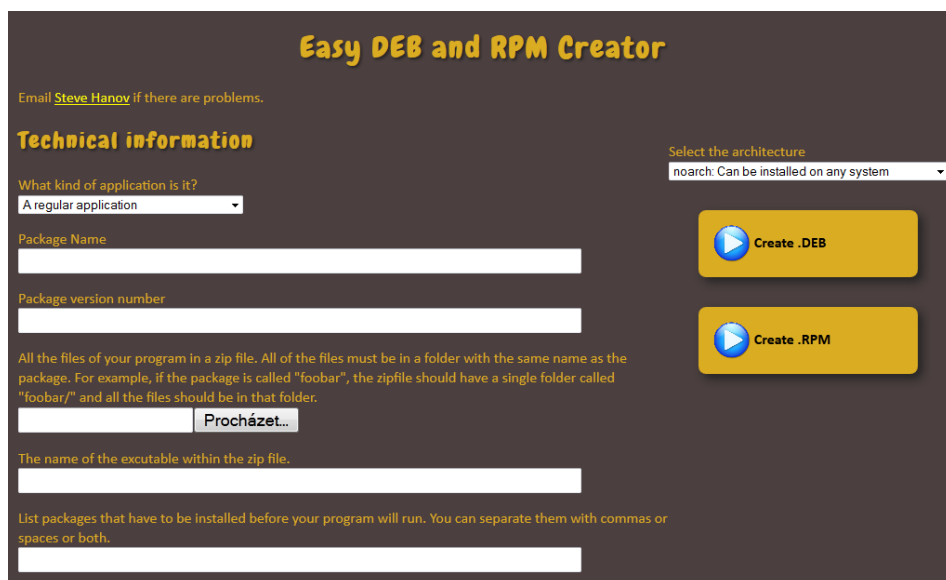 Easy DEB and RPM Creator
Email Steve Hanov if there are problems.
Technical information
What kind of application is it?
A regular application
Package Name
Package version number
All the files of your program in a zip file. All of the files must be in a folder with the same name as the
package. For example, if the package is called "foobar", the zipfile should have a single folder called
"foobar/" and all the files should be in that folder.
Procházet...
The name of the excutable within the zip file.
List packages that have to be installed before your program will run. You can separate them with commas or
spaces or both.
Select the architecture
noarch: Can be installed on any system
Create .DEB
Create .RPM